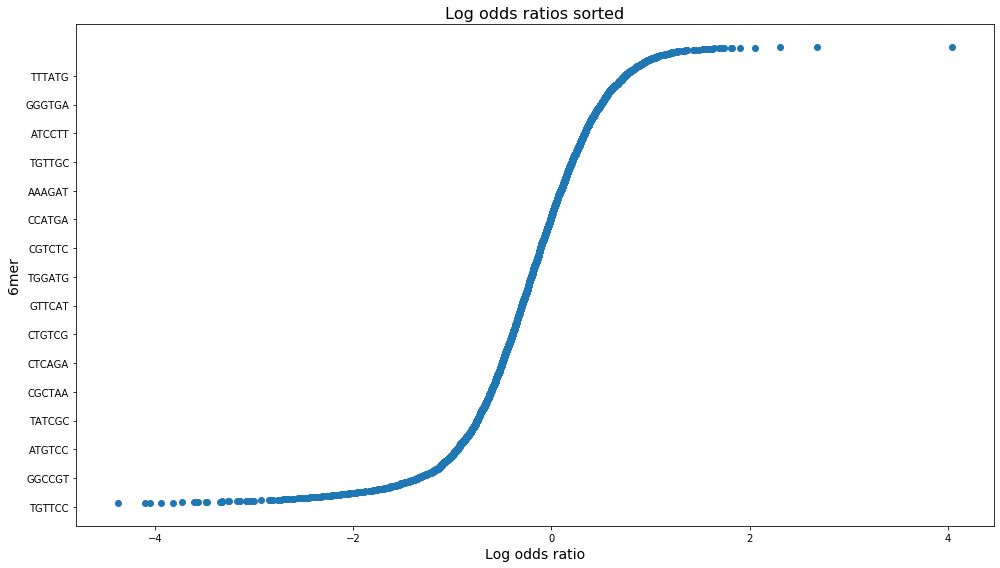 Log odds ratios sorted
6mer
TTTATG
GGGTGA
ATCCTT
TGTTGC
AAAGAT
CCATGA
CGTCTC
TGGATG
GTTCAT
CTGTCG
CTCAGA
CGCTAA
TATCGC
ATGTCC
GGCCGT
TGTTCC
−4 −2 0 2 4
Log odds ratio